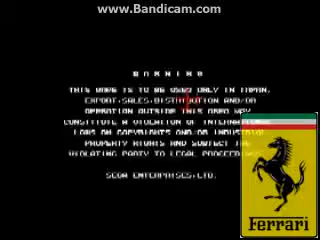 www.Bandicam.com
WARNING
THIS GAME IS TO BE USED ONLY IN JAPAN.
EXPORT,SALES,DISTRIBUTION AND/OR
OPERATION OUTSIDE THIS AREA MAY
CONSTITUTE A VIOLATION OF
LAWS ON COPYRIGHTS AND/OR INDUSTRIAL
PROPERTY RIGHTS AND SUBJECT THE
VIOLATING PARTY TO LEGAL
SEGA ENTERPRISES,LTD.
Ferrari